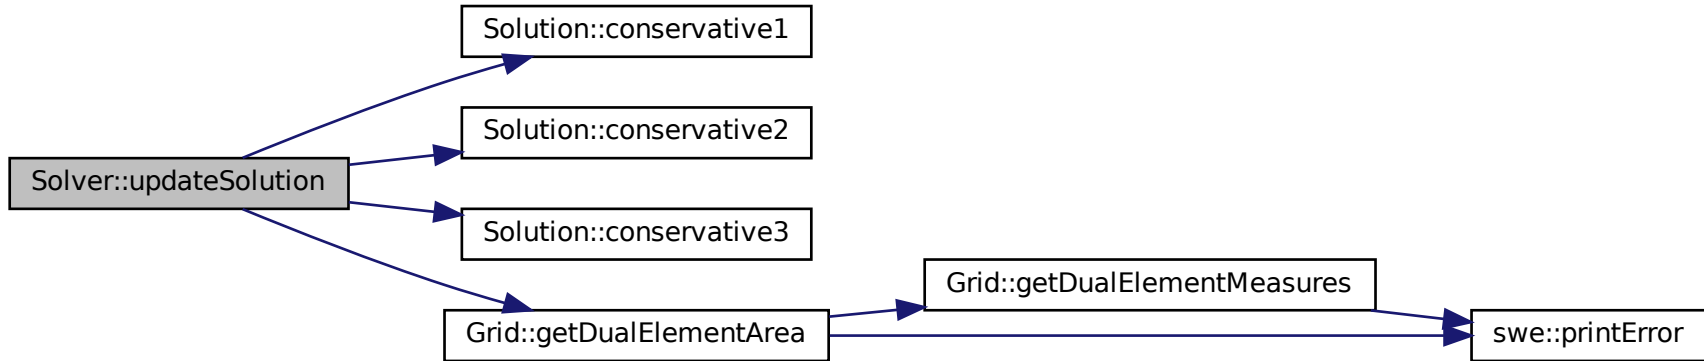 Solution::conservative1
Solution::conservative2
Solver::updateSolution
Solution::conservative3
Grid::getDualElementMeasures
Grid::getDualElementArea
swe::printError